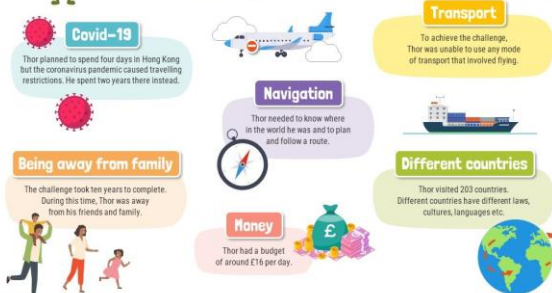 Covid-19
Thor planned to spend four days in Hong Kong
but the coronavirus pandemic caused travelling
restrictions. He spent two years there instead.
Transport
To achieve the challenge,
Thor was unable to use any mode
of transport that involved flying.
Navigation
Thor needed to know where
in the world he was and to plan
and follow a route.
Being away from family
The challenge took ten years to complete.
During this time, Thor was away
from his friends and family.
Different countries
Thor visited 203 countries.
Different countries have different laws,
cultures, languages etc.
Money
Thor had a budget
of around £16 per day.
£